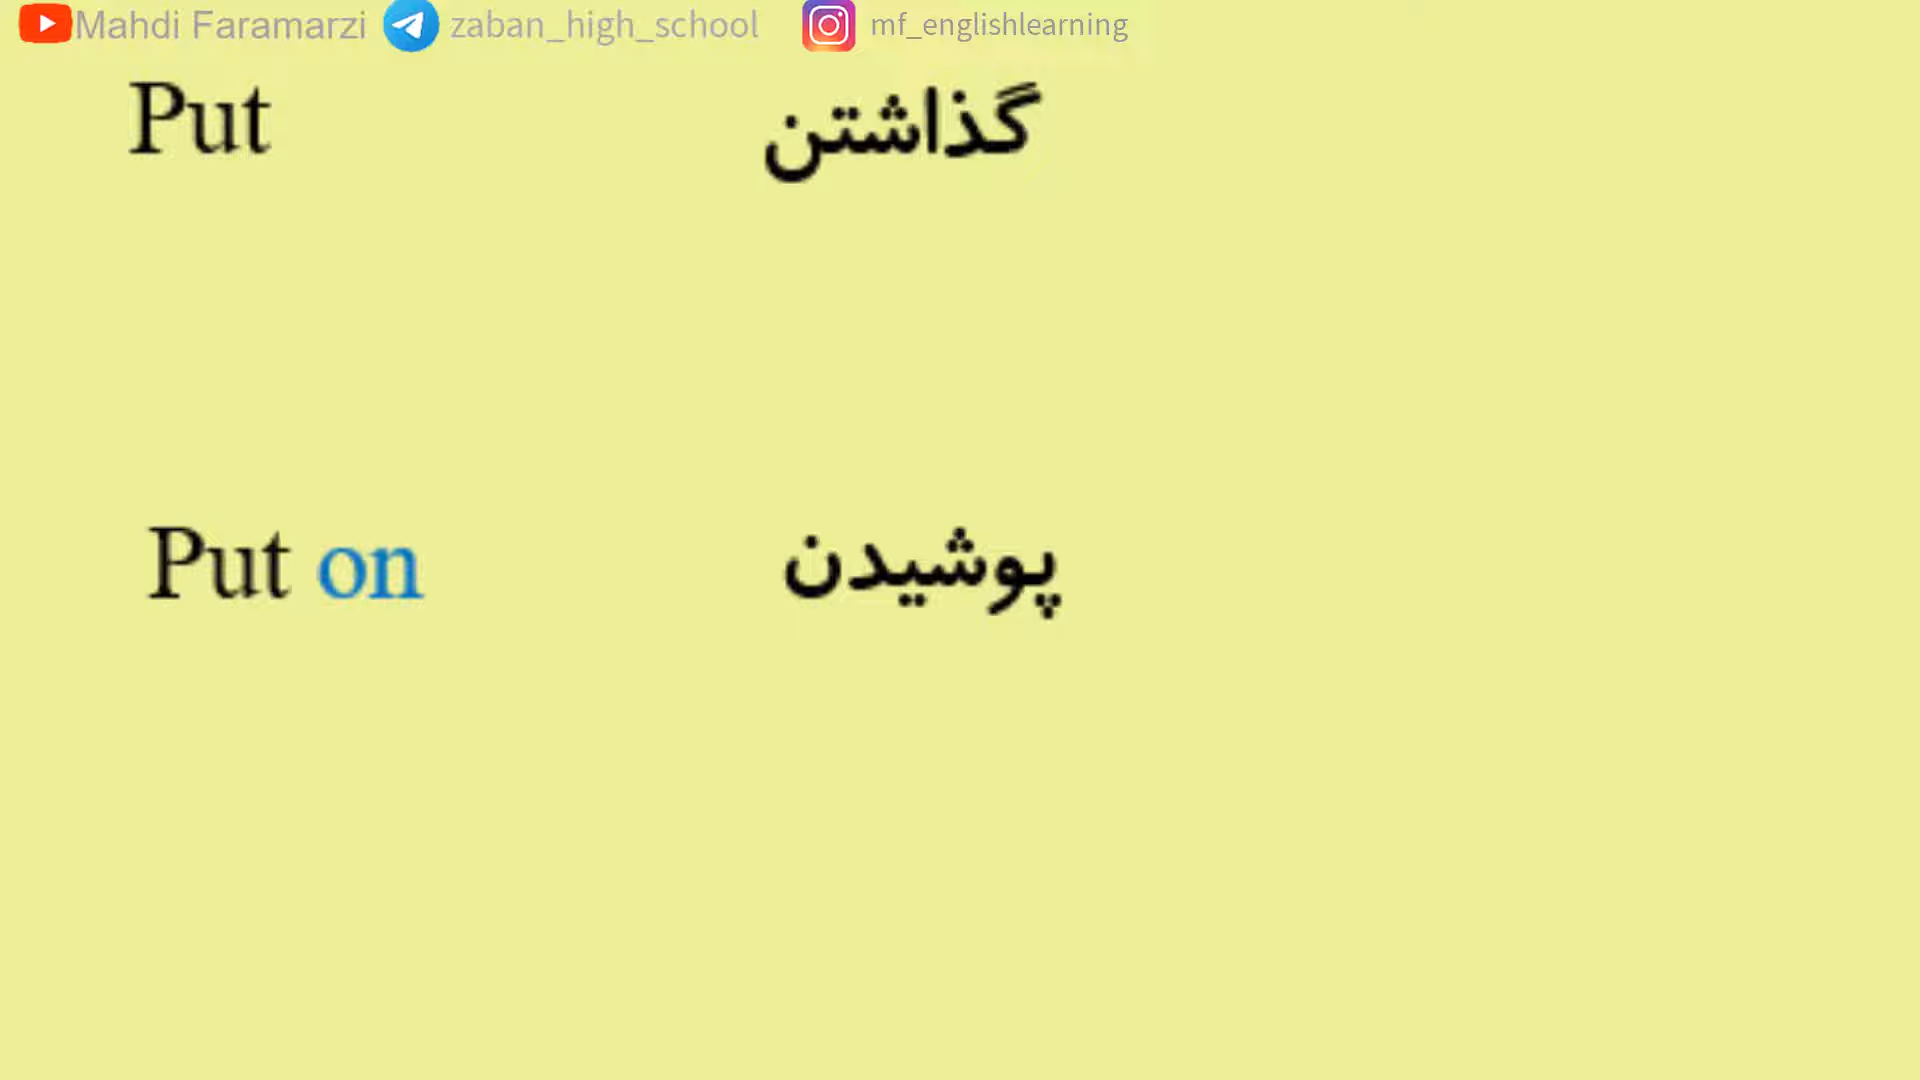 Mahdi Faramarzi zaban_high_school mf_englishlearning
Put گذاشتن
Put on پوشیدن